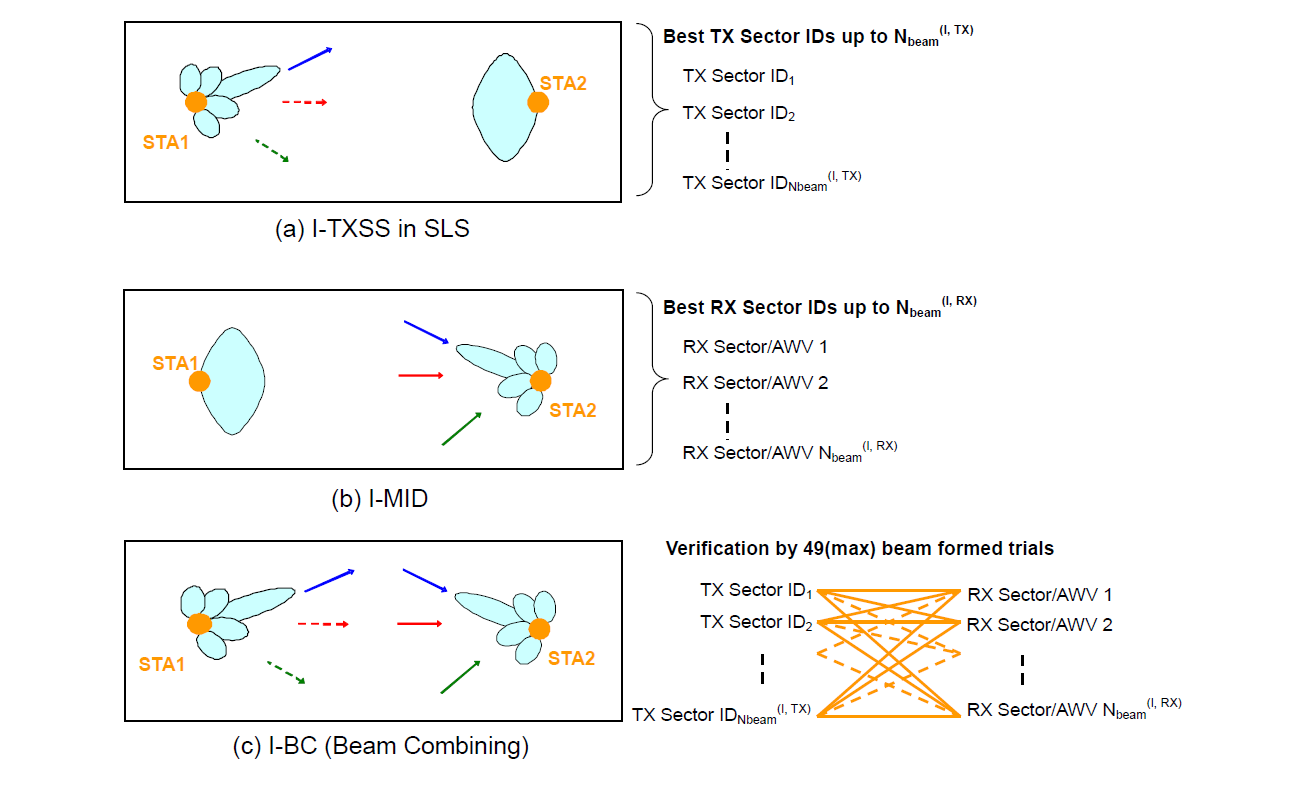 Best TX Sector IDs up to Nbeam(I, TX)
STA2
TX Sector ID1
TX Sector ID2
STA1
TX Sector IDNbeam(I, TX)
(a) I-TXSS in SLS
Best RX Sector IDs up to Nbeam(I, RX)
RX Sector/AWV 1
STA1
RX Sector/AWV 2
STA2
RX Sector/AWV Nbeam(I, RX)
(b) I-MID
Verification by 49(max) beam formed trials
TX Sector ID1
RX Sector/AWV 1
TX Sector ID2
RX Sector/AWV 2
STA1
STA2
TX Sector IDNbeam(I, TX)
RX Sector/AWV Nbeam(I, RX)
(c) I-BC (Beam Combining)